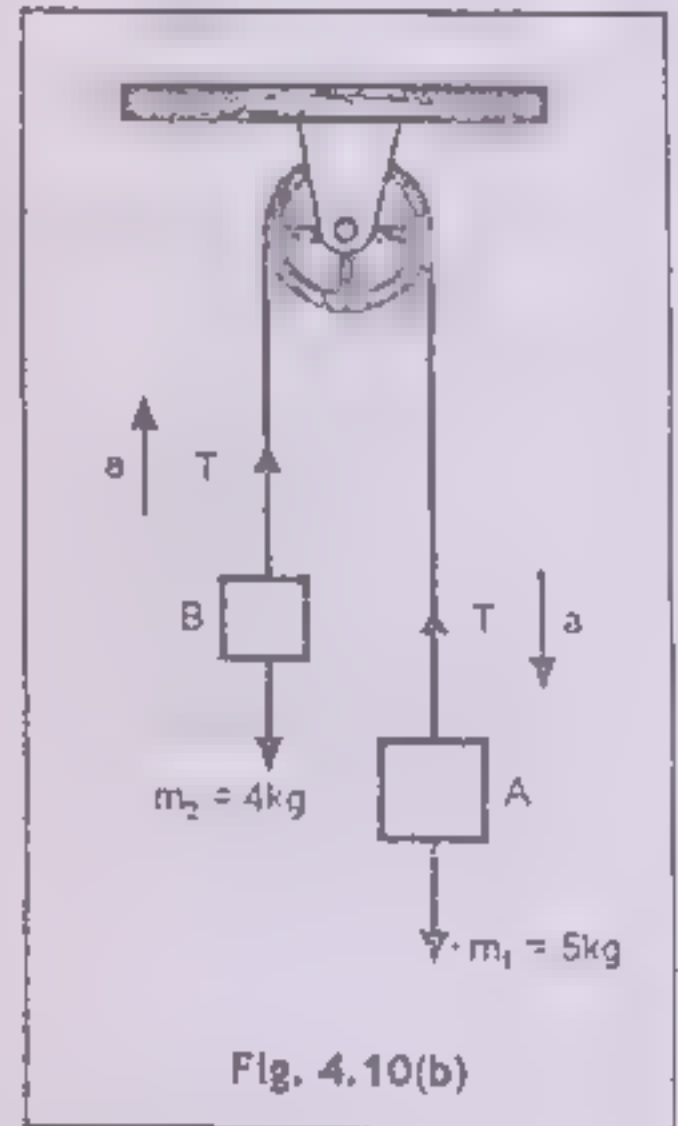 a T
B
T a
m₂ = 4kg
A
m₁ = 5kg
Fig. 4.10(b)